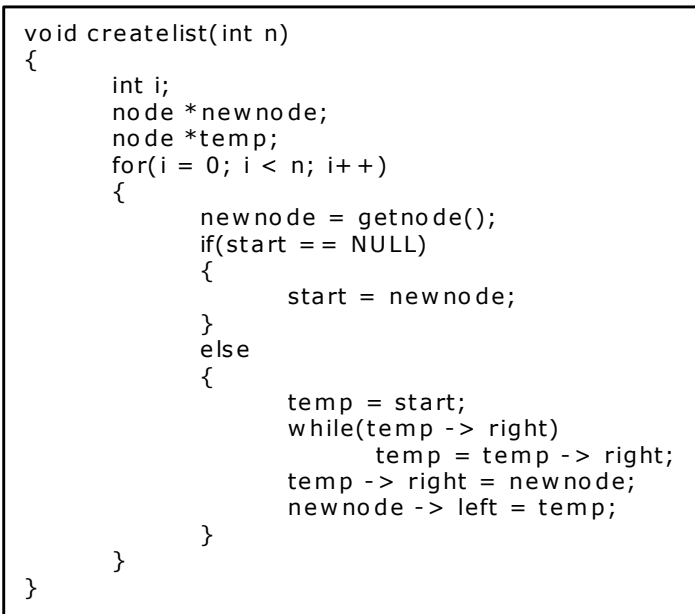 void createlist(int n)
{
int i;
node *newnode;
node *temp;
for(i = 0; i < n; i++)
{
newnode = getnode();
if(start == NULL)
{
start = newnode;
}
else
{
temp = start;
while(temp -> right)
temp = temp -> right;
temp -> right = newnode;
newnode -> left = temp;
}
}
}